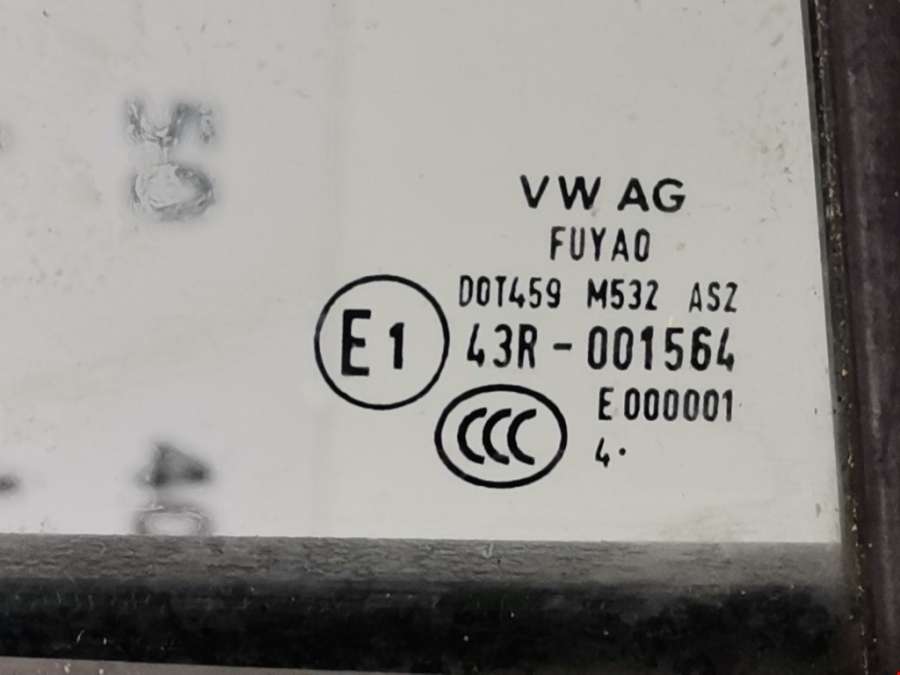 VW AG
FUYAO
DOT459 M532 AS2
E1 43R - 001564
CCC E 000001
4·